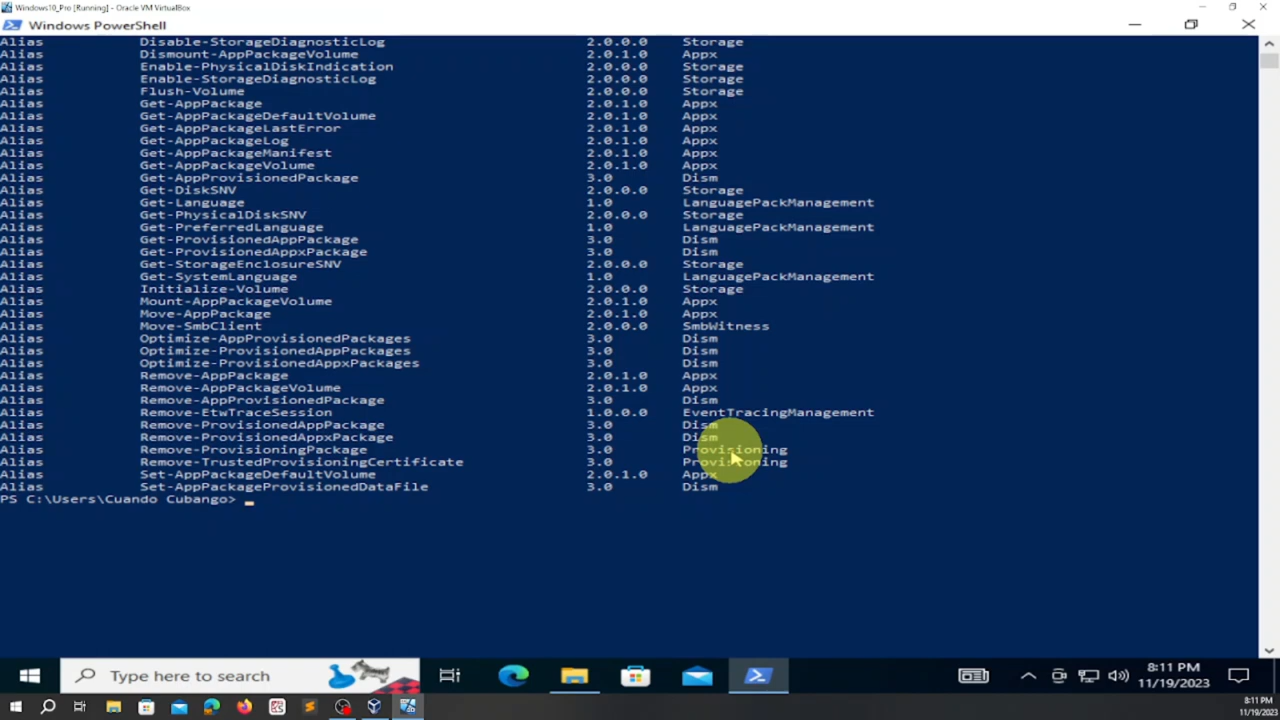 Windows10_Pro [Running] - Oracle VM VirtualBox
Windows PowerShell
Alias Disable-StorageDiagnosticLog 2.0.0.0 Storage
Alias Dismount-AppPackageVolume 2.0.1.0 Appx
Alias Enable-PhysicalDiskIndication 2.0.0.0 Storage
Alias Enable-StorageDiagnosticLog 2.0.0.0 Storage
Alias Flush-Volume 2.0.0.0 Storage
Alias Get-AppPackage 2.0.1.0 Appx
Alias Get-AppPackageDefaultVolume 2.0.1.0 Appx
Alias Get-AppPackageLastError 2.0.1.0 Appx
Alias Get-AppPackageLog 2.0.1.0 Appx
Alias Get-AppPackageManifest 2.0.1.0 Appx
Alias Get-AppPackageVolume 2.0.1.0 Appx
Alias Get-AppProvisionedPackage 3.0 Dism
Alias Get-DiskSNV 2.0.0.0 Storage
Alias Get-Language 1.0 LanguagePackManagement
Alias Get-PhysicalDiskSNV 2.0.0.0 Storage
Alias Get-PreferredLanguage 1.0 LanguagePackManagement
Alias Get-ProvisionedAppPackage 3.0 Dism
Alias Get-ProvisionedAppxPackage 3.0 Dism
Alias Get-StorageEnclosureSNV 2.0.0.0 Storage
Alias Get-SystemLanguage 1.0 LanguagePackManagement
Alias Initialize-Volume 2.0.0.0 Storage
Alias Mount-AppPackageVolume 2.0.1.0 Appx
Alias Move-AppPackage 2.0.1.0 Appx
Alias Move-SmbClient 2.0.0.0 SmbWitness
Alias Optimize-AppProvisionedPackages 3.0 Dism
Alias Optimize-ProvisionedAppPackages 3.0 Dism
Alias Optimize-ProvisionedAppxPackages 3.0 Dism
Alias Remove-AppPackage 2.0.1.0 Appx
Alias Remove-AppPackageVolume 2.0.1.0 Appx
Alias Remove-AppProvisionedPackage 3.0 Dism
Alias Remove-EtwTraceSession 1.0.0.0 EventTracingManagement
Alias Remove-ProvisionedAppPackage 3.0 Dism
Alias Remove-ProvisionedAppxPackage 3.0 Dism
Alias Remove-ProvisioningPackage 3.0 Provisioning
Alias Remove-TrustedProvisioningCertificate 3.0 Provisioning
Alias Set-AppPackageDefaultVolume 2.0.1.0 Appx
Alias Set-AppPackageProvisionedDataFile 3.0 Dism
PS C:\Users\Cuando Cubango> _
Type here to search
8:11 PM
11/19/2023
8:11 PM
11/19/2023